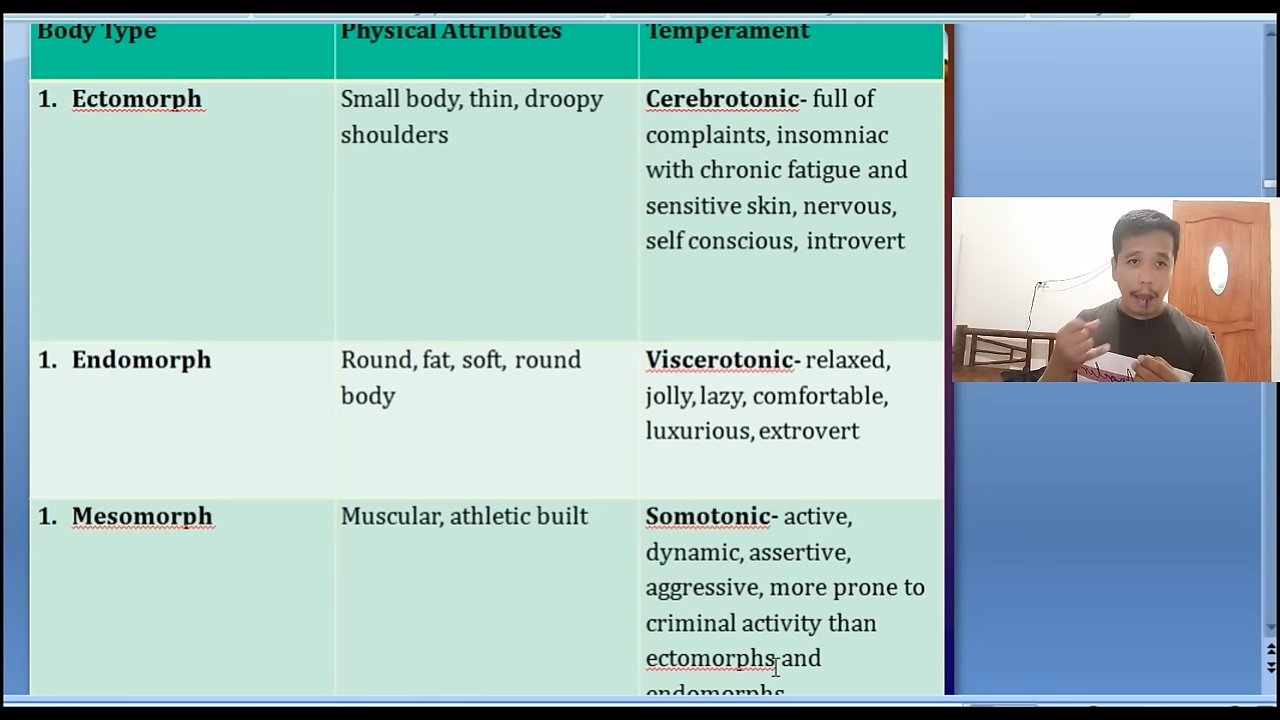 Body Type
Physical Attributes
Temperament
1. Ectomorph
Small body, thin, droopy
shoulders
Cerebrotonic- full of
complaints, insomniac
with chronic fatigue and
sensitive skin, nervous,
self conscious, introvert
1. Endomorph
Round, fat, soft, round
body
Viscerotonic- relaxed,
jolly, lazy, comfortable,
luxurious, extrovert
1. Mesomorph
Muscular, athletic built
Somotonic- active,
dynamic, assertive,
aggressive, more prone to
criminal activity than
ectomorphs and
endomorphs